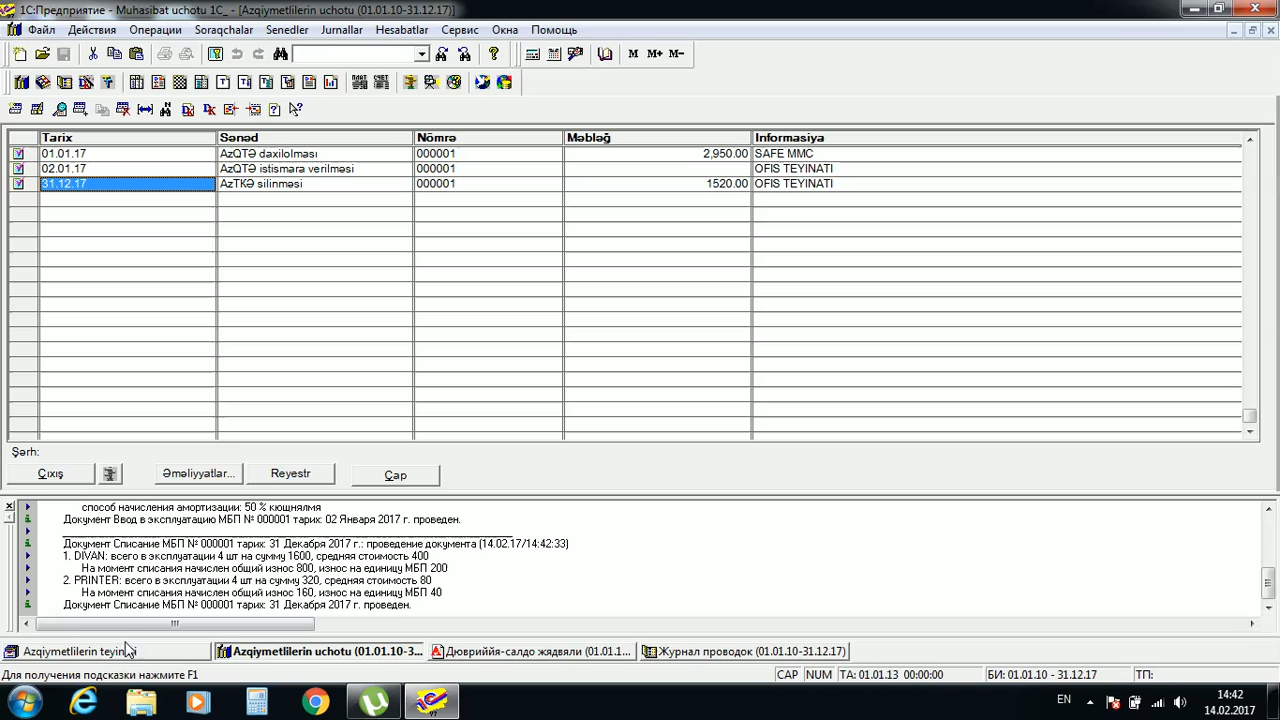 1С:Предприятие - Muhasibat uchotu 1C_ - [Azqiymetlilerin uchotu (01.01.10-31.12.17)]
Файл Действия Операции Soraqchalar Senedler Jurnallar Hesabatlar Сервис Окна Помощь
M M+ M−
Tarix Sənəd Nömrə Məbləğ Informasiya
01.01.17 AzQTƏ daxilolması 000001 2,950.00 SAFE MMC
02.01.17 AzQTƏ istismara verilməsi 000001 OFIS TEYINATI
31.12.17 AzTKƏ silinməsi 000001 1520.00 OFIS TEYINATI
Şərh:
Çıxış Əməliyyatlar... Reyestr Çap
способ начисления амортизации: 50 % кющнялмя
Документ Ввод в эксплуатацию МБП № 000001 тарих: 02 Января 2017 г. проведен.
Документ Списание МБП № 000001 тарих: 31 Декабря 2017 г.: проведение документа (14.02.17/14:42:33)
1. DIVAN: всего в эксплуатации 4 шт на сумму 1600, средняя стоимость 400
На момент списания начислен общий износ 800, износ на единицу МБП 200
2. PRINTER: всего в эксплуатации 4 шт на сумму 320, средняя стоимость 80
На момент списания начислен общий износ 160, износ на единицу МБП 40
Документ Списание МБП № 000001 тарих: 31 Декабря 2017 г. проведен.
Azqiymetlilerin teyinati Azqiymetlilerin uchotu (01.01.10-3... Дювриййя-салдо жядвяли (01.01.1... Журнал проводок (01.01.10-31.12.17)
Для получения подсказки нажмите F1 CAP NUM TA: 01.01.13 00:00:00 БИ: 01.01.10 - 31.12.17 ТП:
EN 14:42
14.02.2017